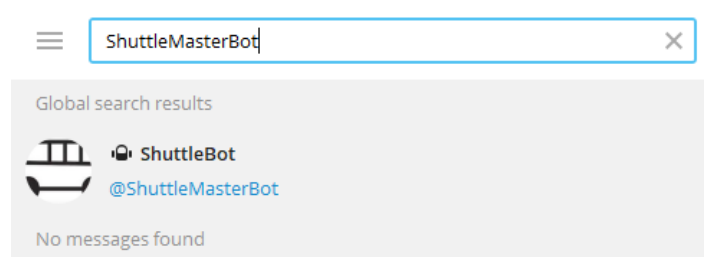 ShuttleMasterBot
Global search results
ShuttleBot
@ShuttleMasterBot
No messages found